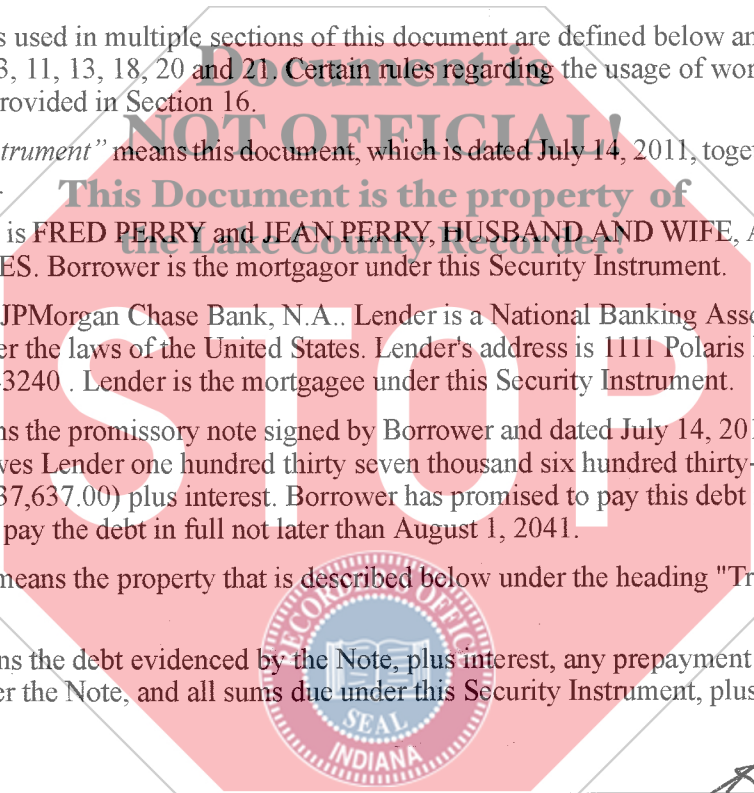 s used in multiple sections of this document are defined below an
3, 11, 13, 18, 20 and 21. Certain rules regarding the usage of wor
rovided in Section 16.
Document is
NOT OFFICIAL!
This Document is the property of
the Lake County Recorder!
trument” means this document, which is dated July 14, 2011, toge
is FRED PERRY and JEAN PERRY, HUSBAND AND WIFE, A
ES. Borrower is the mortgagor under this Security Instrument.
JPMorgan Chase Bank, N.A.. Lender is a National Banking Asso
er the laws of the United States. Lender's address is 1111 Polaris
3240 . Lender is the mortgagee under this Security Instrument.
STOP
ns the promissory note signed by Borrower and dated July 14, 201
ves Lender one hundred thirty seven thousand six hundred thirty-
37,637.00) plus interest. Borrower has promised to pay this debt
pay the debt in full not later than August 1, 2041.
means the property that is described below under the heading "Tr
ns the debt evidenced by the Note, plus interest, any prepayment
er the Note, and all sums due under this Security Instrument, plus
RECORDER'S OFFICE
SEAL
INDIANA